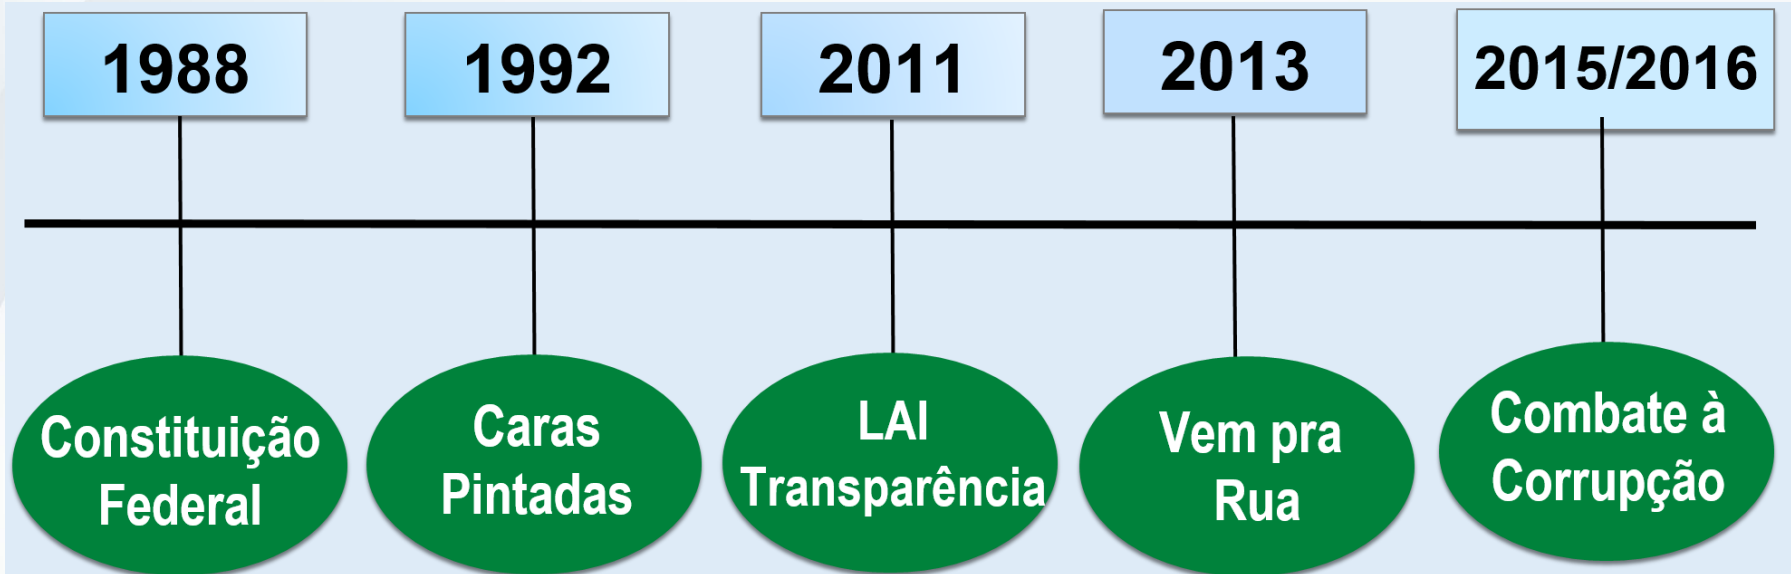 1988
1992
2011
2013
2015/2016
Constituição
Federal
Caras
Pintadas
LAI
Transparência
Vem pra
Rua
Combate à
Corrupção